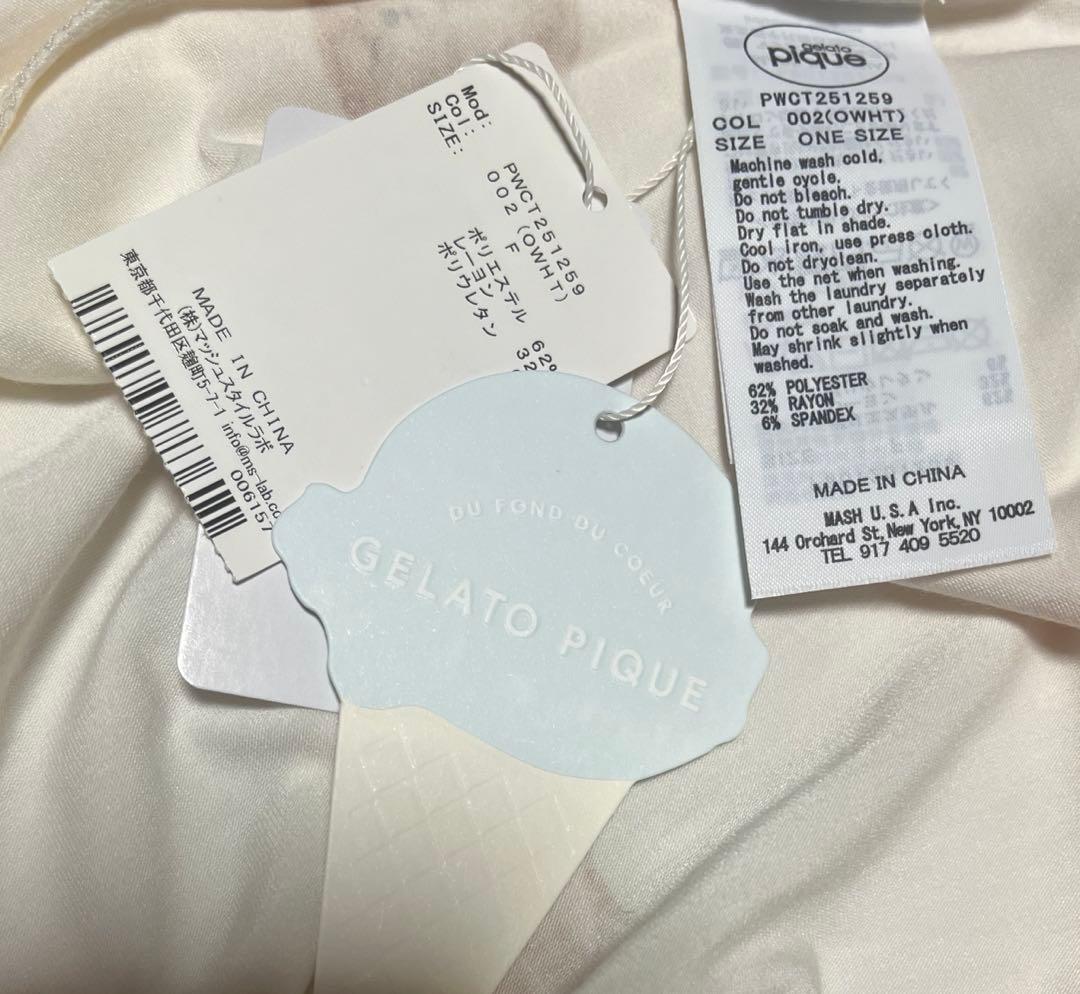 Mod: PWCT251259
Col: 002(OWHT)
SIZE: F
ポリエステル 62%
レーヨン 32
ポリウレタン
MADE IN CHINA
(株)マッシュスタイルラボ
東京都千代田区麹町5-7-1 info@ms-lab.co
006157
DU FOND DU COEUR
GELATO PIQUE
gelato
pique
PWCT251259
COL 002(OWHT)
SIZE ONE SIZE
Machine wash cold,
gentle cycle.
Do not bleach.
Do not tumble dry.
Dry flat in shade.
Cool iron, use press cloth.
Do not dryclean.
Use the net when washing.
Wash the laundry separately
from other laundry.
Do not soak and wash.
May shrink slightly when
washed.
62% POLYESTER
32% RAYON
6% SPANDEX
MADE IN CHINA
MASH U.S.A Inc.
144 Orchard St,New York,NY 10002
TEL 917 409 5520